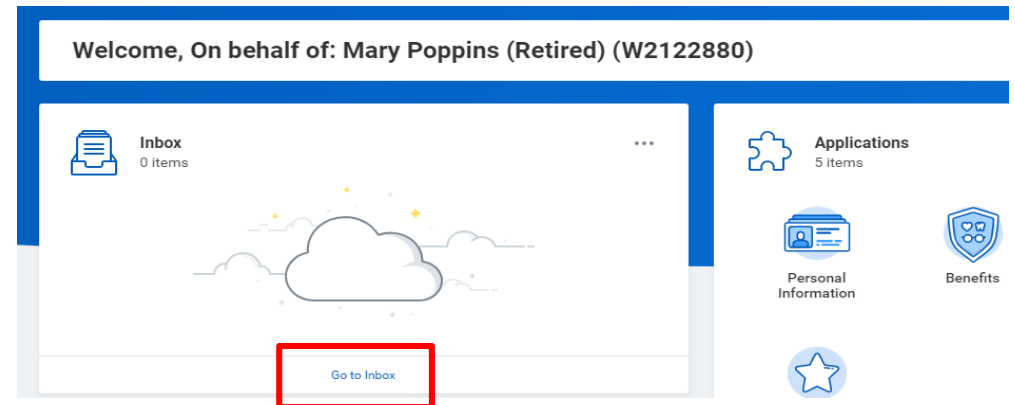 Welcome, On behalf of: Mary Poppins (Retired) (W2122880)
Inbox
0 items
Go to Inbox
Applications
5 items
Personal
Information
Benefits